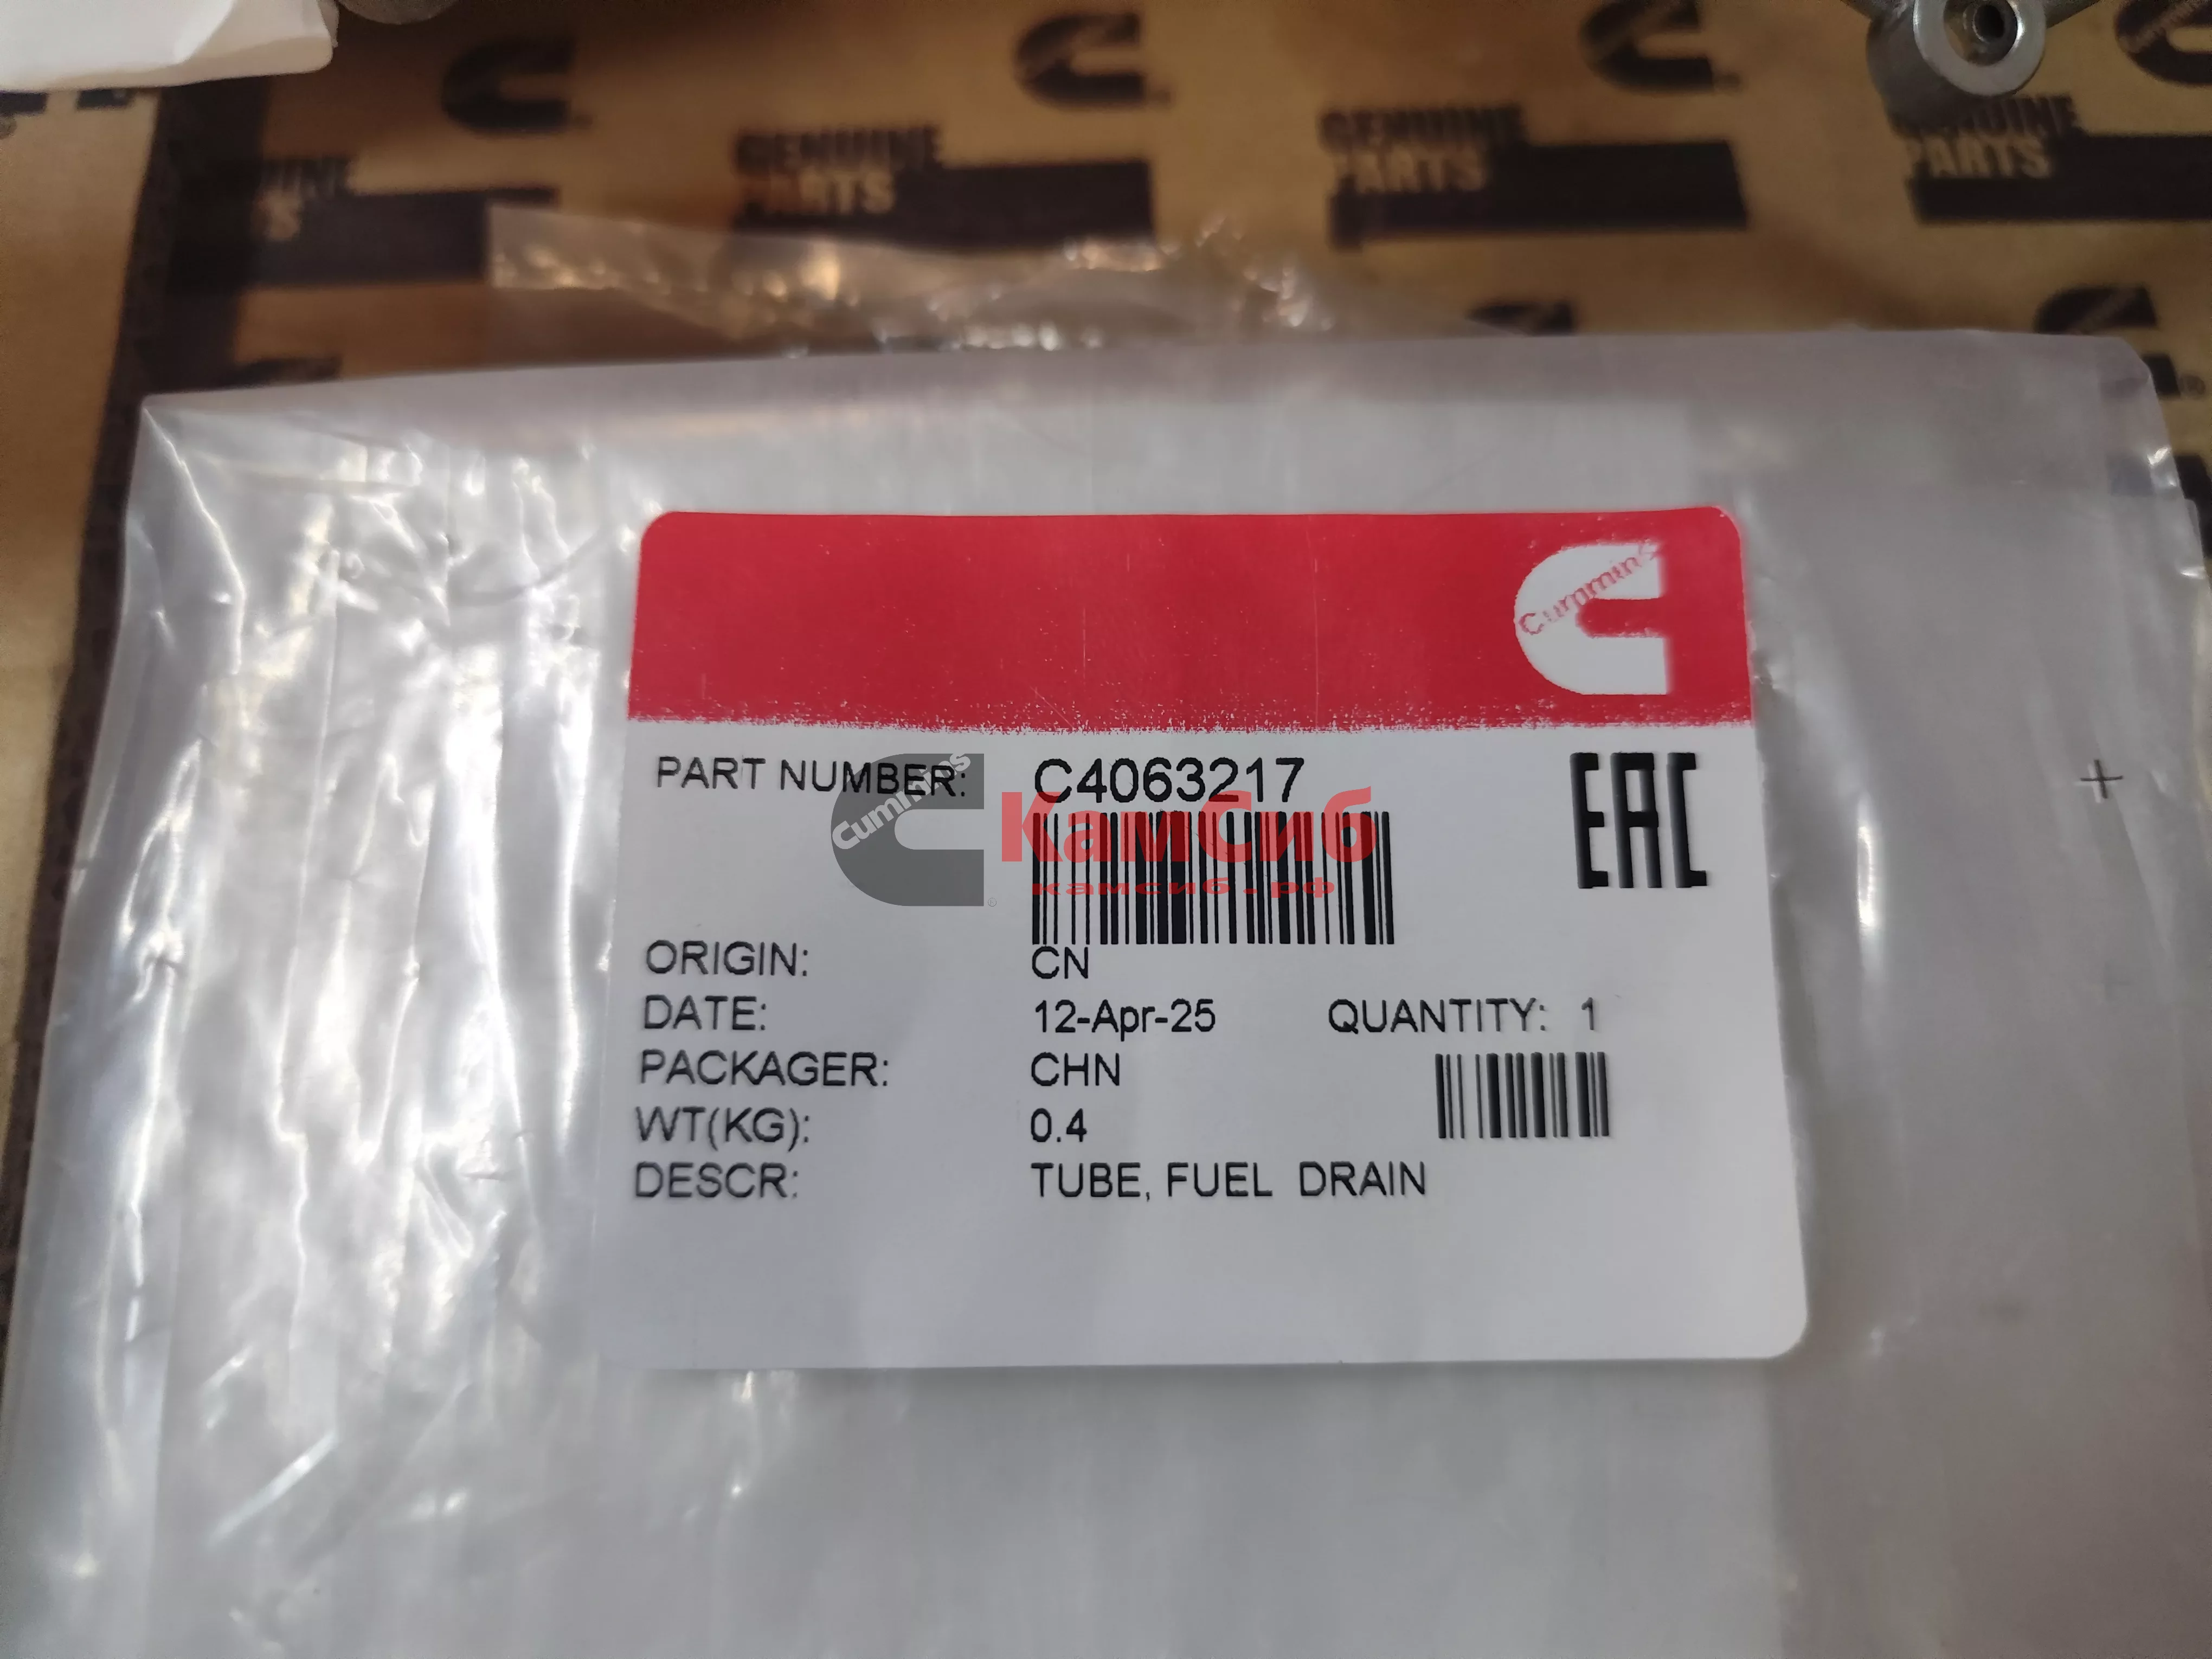 GENUINE
PARTS
GENUINE
PARTS
GENUINE
PARTS
Cummins
PART NUMBER: C4063217
EAC
Cummins
КамСиб
камсиб.рф
ORIGIN: CN
DATE: 12-Apr-25 QUANTITY: 1
PACKAGER: CHN
WT(KG): 0.4
DESCR: TUBE, FUEL DRAIN